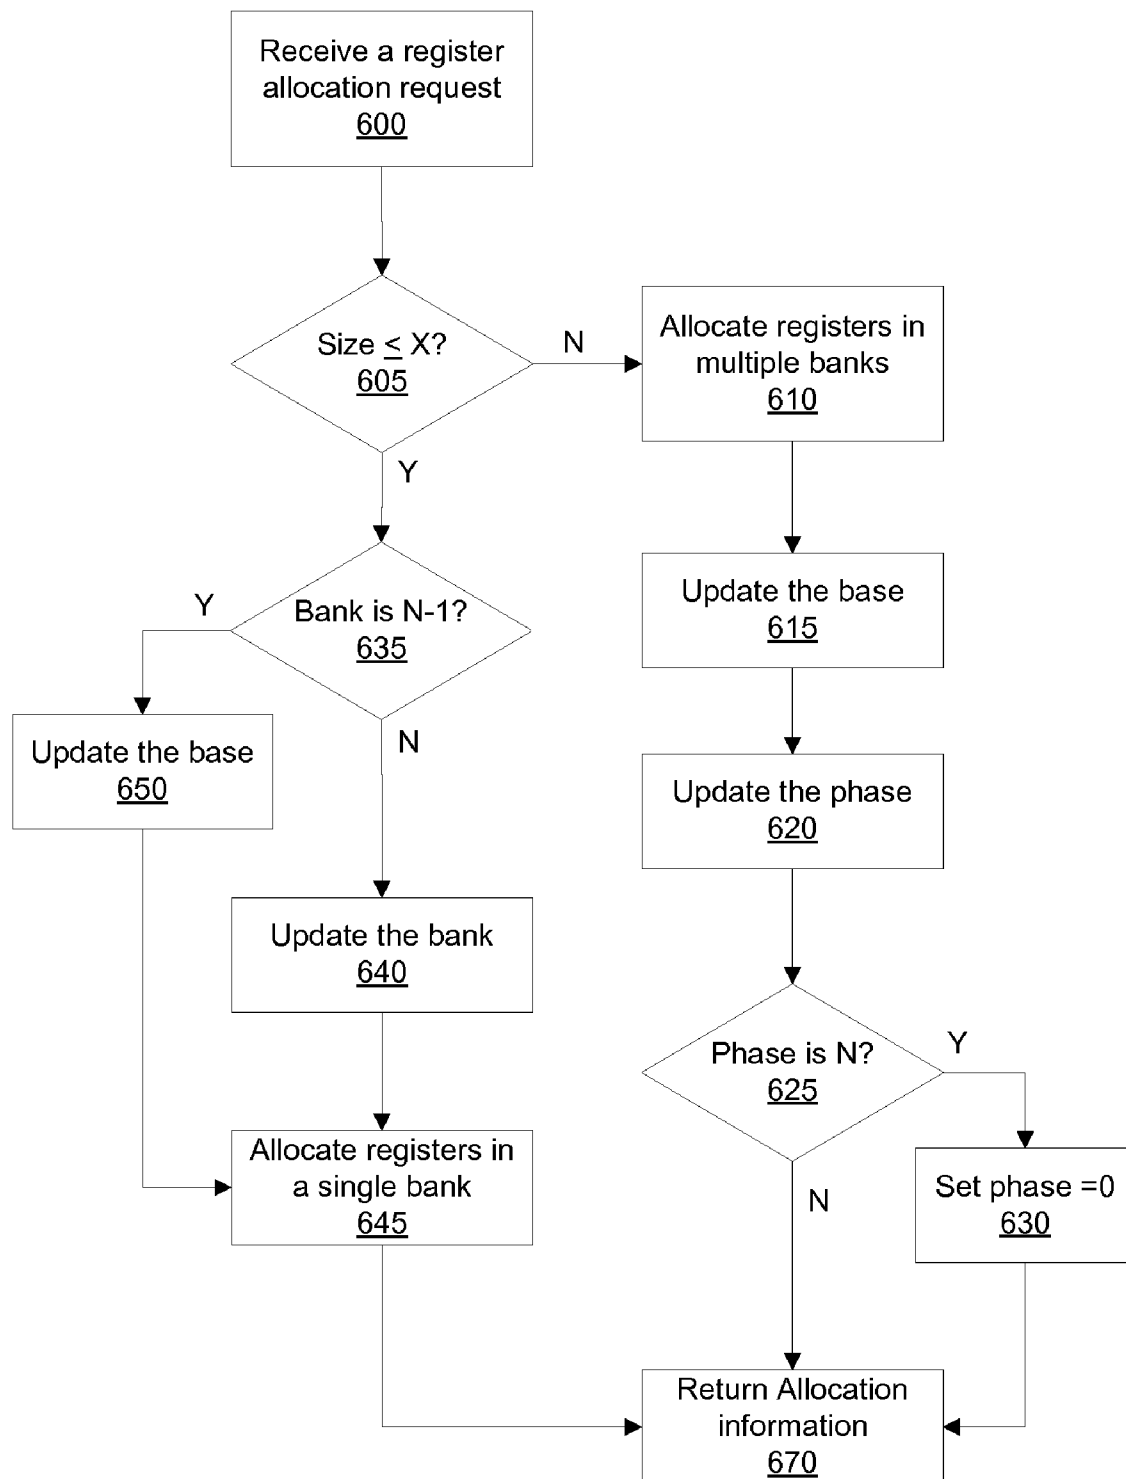 Receive a register
allocation request
600
Size ≤ X?
605
N
Allocate registers in
multiple banks
610
Y
Bank is N-1?
635
Y
N
Update the base
615
Update the base
650
Update the phase
620
Update the bank
640
Phase is N?
625
Y
N
Allocate registers in
a single bank
645
Set phase =0
630
Return Allocation
information
670